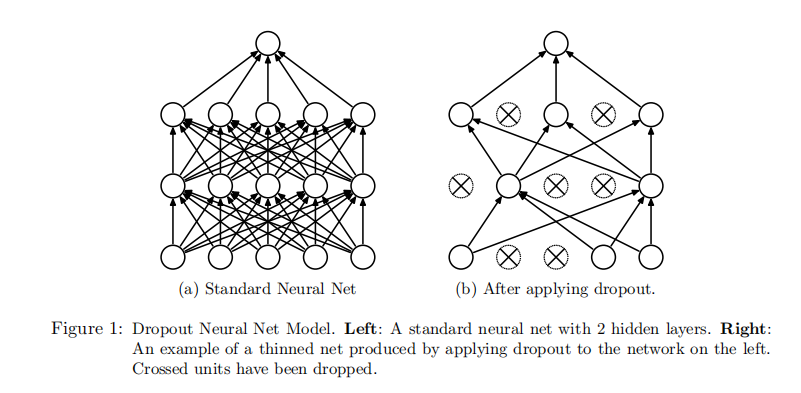 (a) Standard Neural Net
(b) After applying dropout.
Figure 1: Dropout Neural Net Model. Left: A standard neural net with 2 hidden layers. Right:
An example of a thinned net produced by applying dropout to the network on the left.
Crossed units have been dropped.